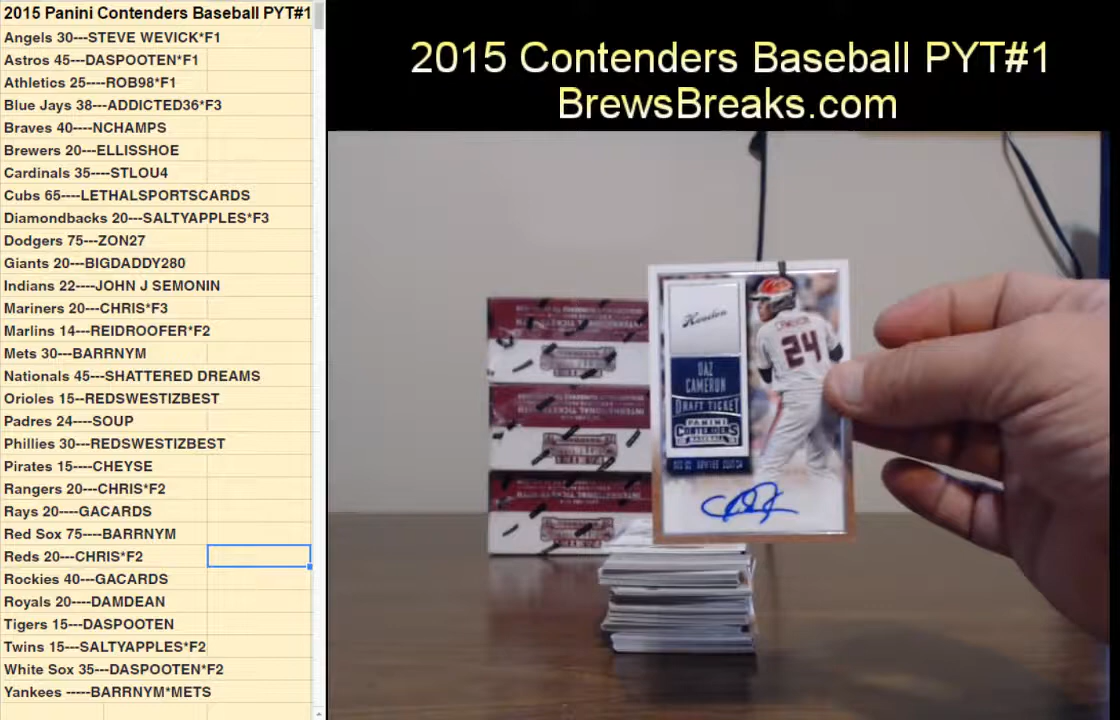 2015 Panini Contenders Baseball PYT#1
Angels 30---STEVE WEVICK*F1
Astros 45---DASPOOTEN*F1
Athletics 25----ROB98*F1
Blue Jays 38---ADDICTED36*F3
Braves 40----NCHAMPS
Brewers 20---ELLISSHOE
Cardinals 35----STLOU4
Cubs 65----LETHALSPORTSCARDS
Diamondbacks 20---SALTYAPPLES*F3
Dodgers 75---ZON27
Giants 20---BIGDADDY280
Indians 22----JOHN J SEMONIN
Mariners 20---CHRIS*F3
Marlins 14---REIDROOFER*F2
Mets 30---BARRNYM
Nationals 45---SHATTERED DREAMS
Orioles 15--REDSWESTIZBEST
Padres 24----SOUP
Phillies 30---REDSWESTIZBEST
Pirates 15---CHEYSE
Rangers 20---CHRIS*F2
Rays 20---GACARDS
Red Sox 75----BARRNYM
Reds 20---CHRIS*F2
Rockies 40---GACARDS
Royals 20---DAMDEAN
Tigers 15---DASPOOTEN
Twins 15---SALTYAPPLES*F2
White Sox 35---DASPOOTEN*F2
Yankees -----BARRNYM*METS
2015 Contenders Baseball PYT#1
BrewsBreaks.com
Houston
DAZ
CAMERON
DRAFT TICKET
PANINI
CONTENDERS
BASEBALL
CAMERON
24